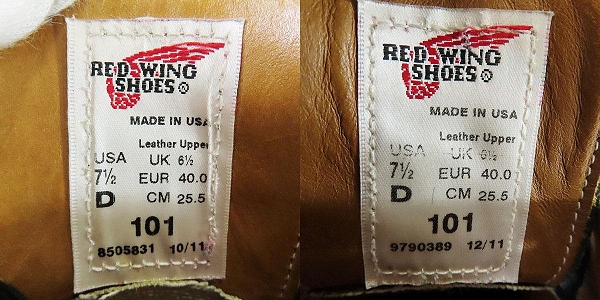 RED WING
SHOES®
MADE IN USA
Leather Upper
USA UK 6½
7½ EUR 40.0
D CM 25.5
101
8505831 10/11
RED WING
SHOES®
MADE IN USA
Leather Upper
USA UK 6½
7½ EUR 40.0
D CM 25.5
101
9790389 12/11